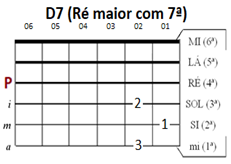 D7 (Ré maior com 7ª)
06 05 04 03 02 01
MI (6ª)
LÁ (5ª)
P RÉ (4ª)
i 2 SOL (3ª)
m 1 SI (2ª)
a 3 mi (1ª)